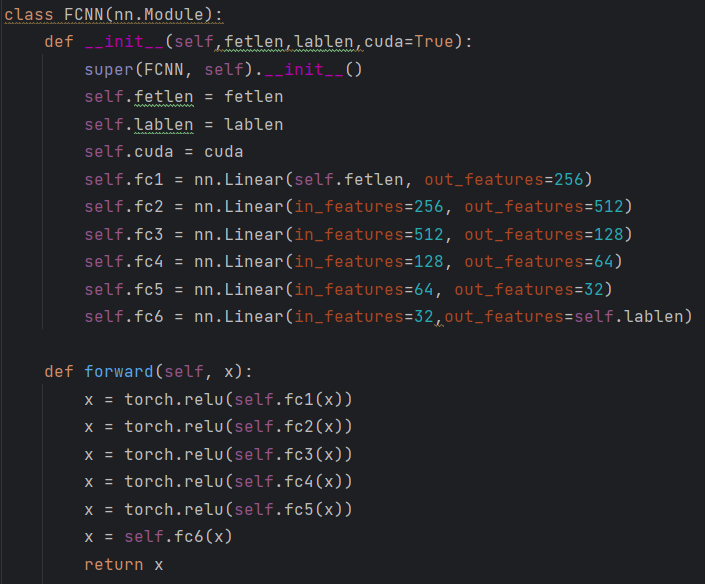 class FCNN(nn.Module):
    def __init__(self,fetlen,lablen,cuda=True):
        super(FCNN, self).__init__()
        self.fetlen = fetlen
        self.lablen = lablen
        self.cuda = cuda
        self.fc1 = nn.Linear(self.fetlen, out_features=256)
        self.fc2 = nn.Linear(in_features=256, out_features=512)
        self.fc3 = nn.Linear(in_features=512, out_features=128)
        self.fc4 = nn.Linear(in_features=128, out_features=64)
        self.fc5 = nn.Linear(in_features=64, out_features=32)
        self.fc6 = nn.Linear(in_features=32,out_features=self.lablen)
    def forward(self, x):
        x = torch.relu(self.fc1(x))
        x = torch.relu(self.fc2(x))
        x = torch.relu(self.fc3(x))
        x = torch.relu(self.fc4(x))
        x = torch.relu(self.fc5(x))
        x = self.fc6(x)
        return x